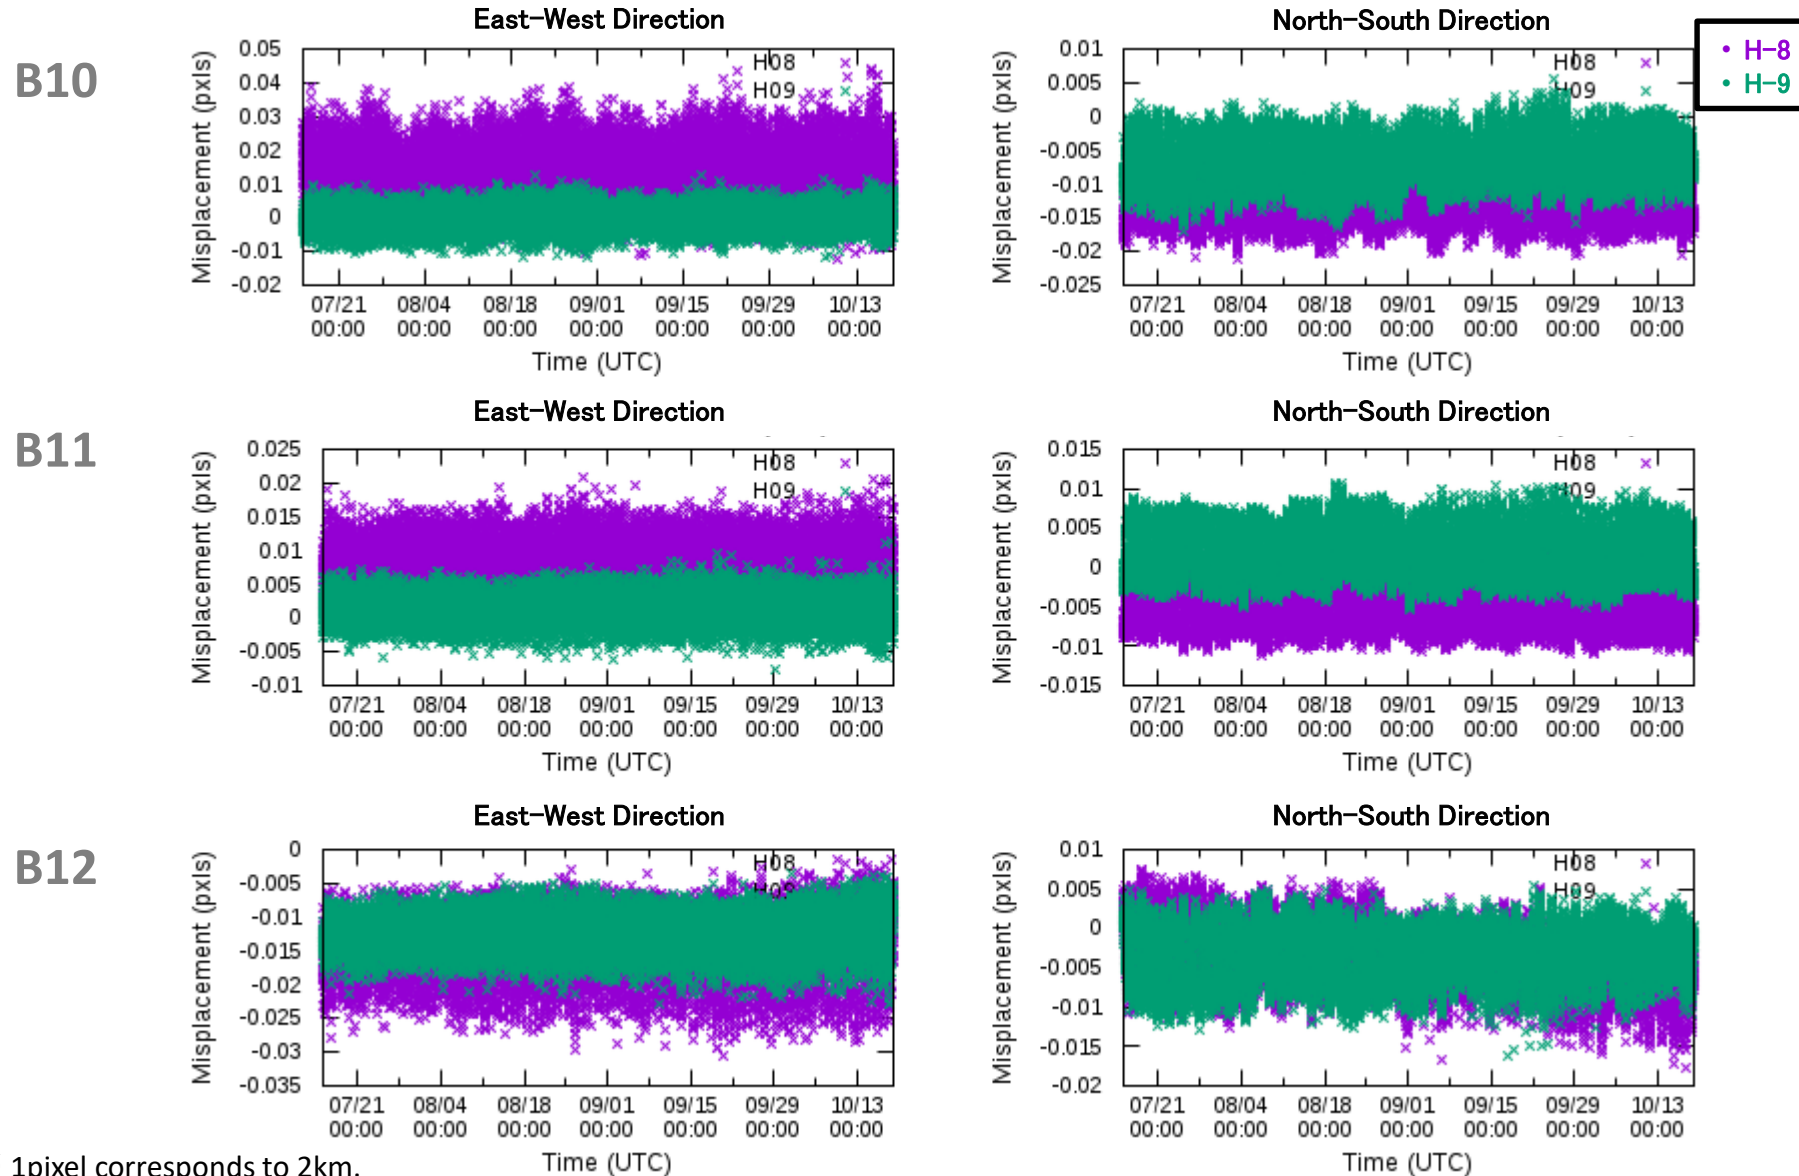 East-West Direction
North-South Direction
• H-8
• H-9
B10
Misplacement (pxls)
0.05
0.04
0.03
0.02
0.01
0
-0.01
-0.02
H08
H09
07/21 08/04 08/18 09/01 09/15 09/29 10/13
00:00 00:00 00:00 00:00 00:00 00:00 00:00
Time (UTC)
Misplacement (pxls)
0.01
0.005
0
-0.005
-0.01
-0.015
-0.02
-0.025
H08
H09
07/21 08/04 08/18 09/01 09/15 09/29 10/13
00:00 00:00 00:00 00:00 00:00 00:00 00:00
Time (UTC)
B11
East-West Direction
Misplacement (pxls)
0.025
0.02
0.015
0.01
0.005
0
-0.005
-0.01
H08
H09
07/21 08/04 08/18 09/01 09/15 09/29 10/13
00:00 00:00 00:00 00:00 00:00 00:00 00:00
Time (UTC)
North-South Direction
Misplacement (pxls)
0.015
0.01
0.005
0
-0.005
-0.01
-0.015
H08
H09
07/21 08/04 08/18 09/01 09/15 09/29 10/13
00:00 00:00 00:00 00:00 00:00 00:00 00:00
Time (UTC)
B12
East-West Direction
Misplacement (pxls)
0
-0.005
-0.01
-0.015
-0.02
-0.025
-0.03
-0.035
H08
H09
07/21 08/04 08/18 09/01 09/15 09/29 10/13
00:00 00:00 00:00 00:00 00:00 00:00 00:00
Time (UTC)
North-South Direction
Misplacement (pxls)
0.01
0.005
0
-0.005
-0.01
-0.015
-0.02
H08
H09
07/21 08/04 08/18 09/01 09/15 09/29 10/13
00:00 00:00 00:00 00:00 00:00 00:00 00:00
Time (UTC)
1pixel corresponds to 2km.